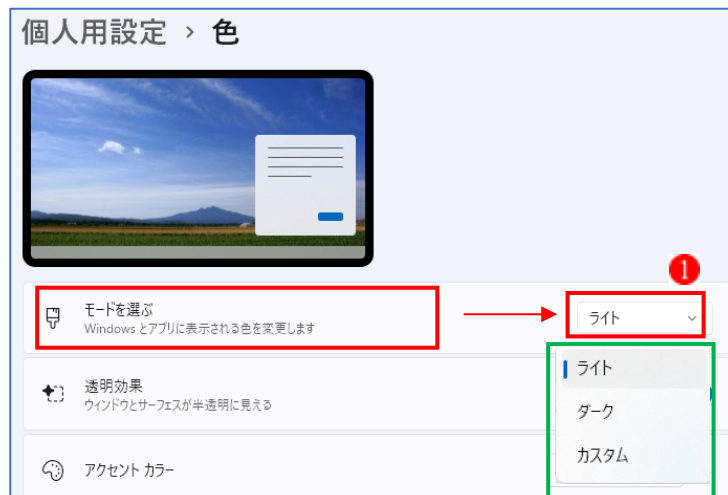 個人用設定 › 色
1
モードを選ぶ
Windows とアプリに表示される色を変更します
ライト
透明効果
ウィンドウとサーフェスが半透明に見える
アクセント カラー
ライト
ダーク
カスタム